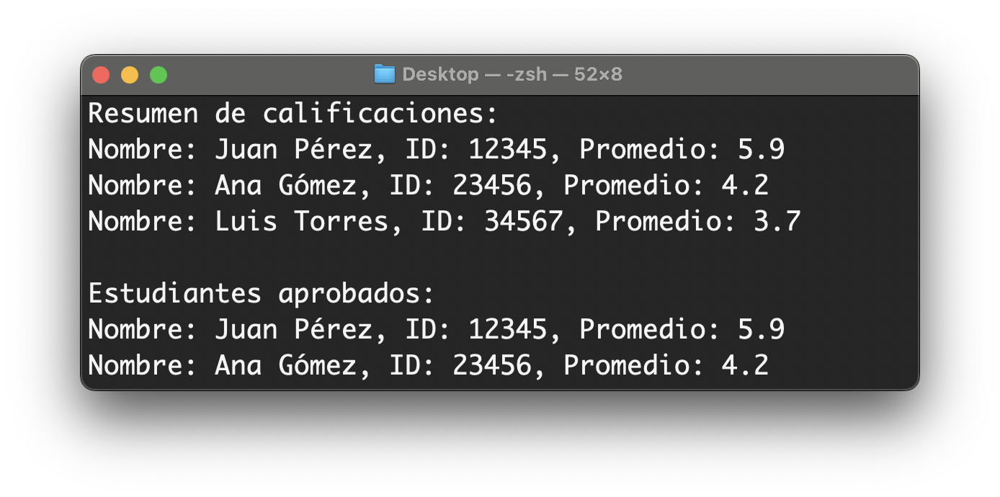 Desktop — -zsh — 52×8
Resumen de calificaciones:
Nombre: Juan Pérez, ID: 12345, Promedio: 5.9
Nombre: Ana Gómez, ID: 23456, Promedio: 4.2
Nombre: Luis Torres, ID: 34567, Promedio: 3.7
Estudiantes aprobados:
Nombre: Juan Pérez, ID: 12345, Promedio: 5.9
Nombre: Ana Gómez, ID: 23456, Promedio: 4.2